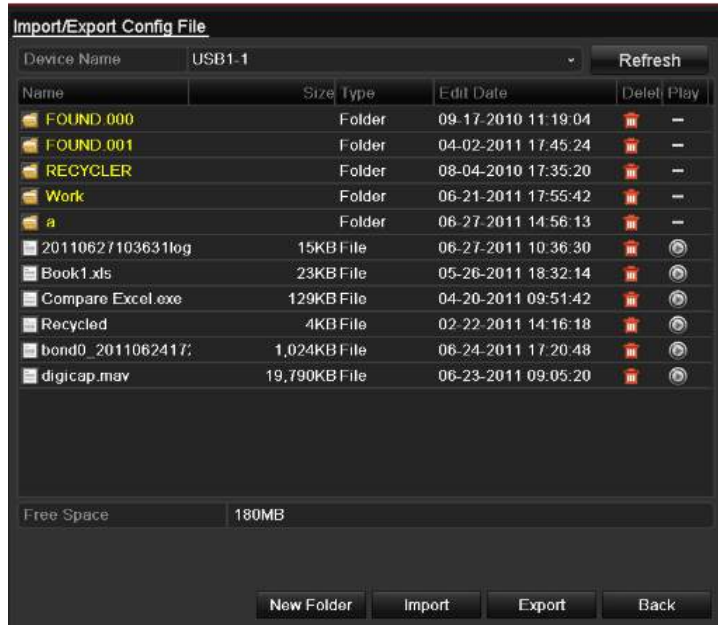 Import/Export Config File
Device Name USB1-1 Refresh
Name Size Type Edit Date Delet Play
FOUND.000 Folder 09-17-2010 11:19:04 –
FOUND.001 Folder 04-02-2011 17:45:24 –
RECYCLER Folder 08-04-2010 17:35:20 –
Work Folder 06-21-2011 17:55:42 –
a Folder 06-27-2011 14:56:13 –
20110627103631log 15KB File 06-27-2011 10:36:30
Book1.xls 23KB File 05-26-2011 18:32:14
Compare Excel.exe 129KB File 04-20-2011 09:51:42
Recycled 4KB File 02-22-2011 14:16:18
bond0_2011062417 1,024KB File 06-24-2011 17:20:48
digicap.mav 19,790KB File 06-23-2011 09:05:20
Free Space 180MB
New Folder Import Export Back